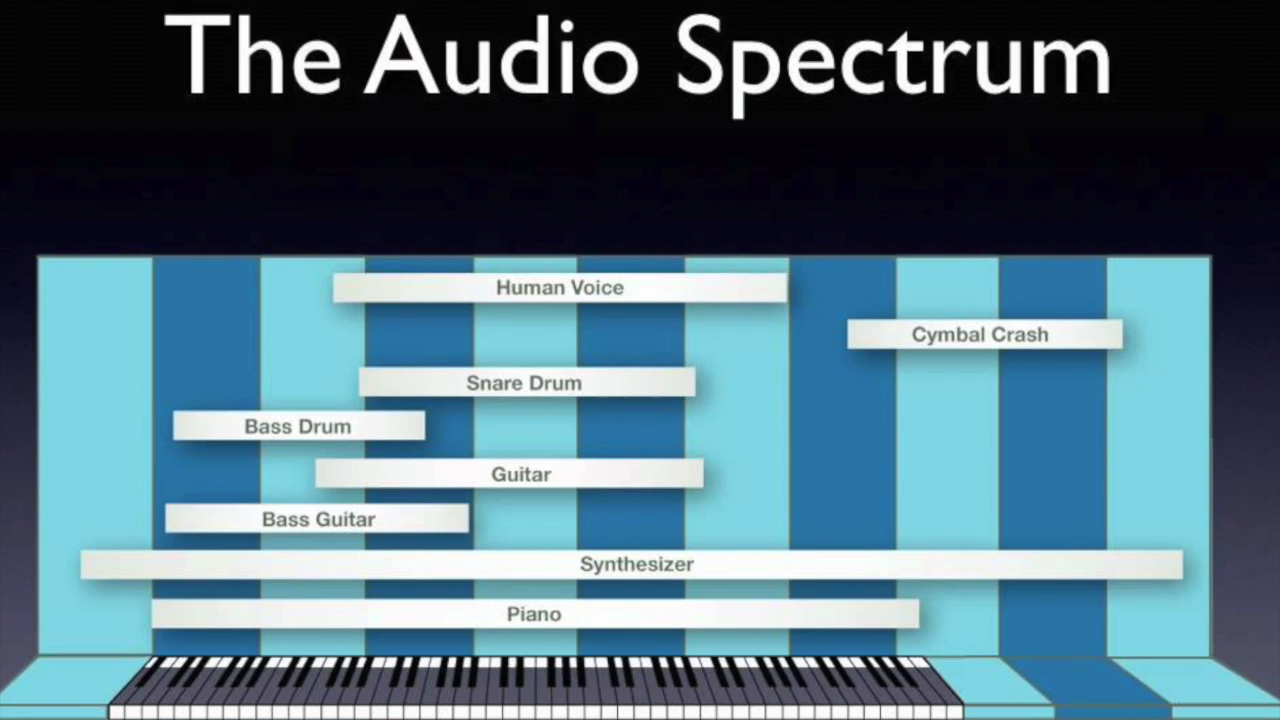 The Audio Spectrum
Human Voice
Cymbal Crash
Snare Drum
Bass Drum
Guitar
Bass Guitar
Synthesizer
Piano